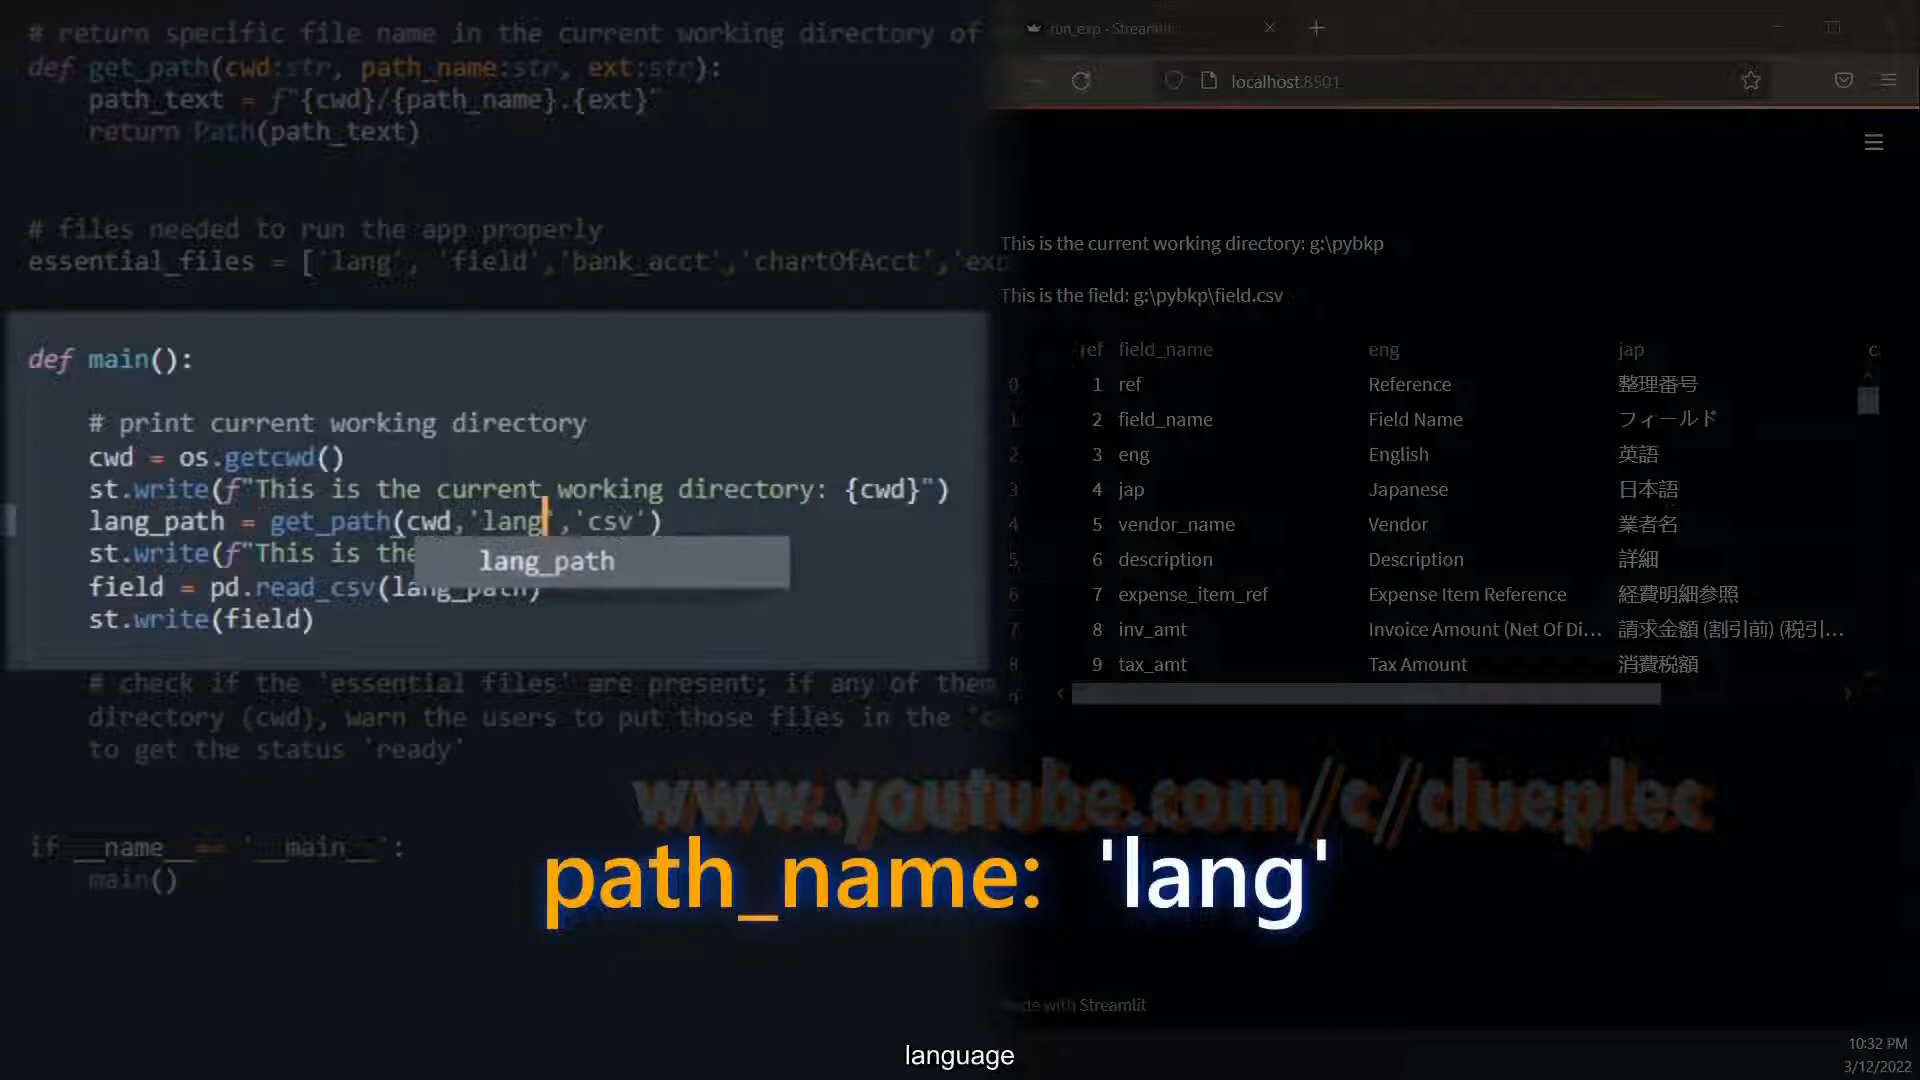 # return specific file name in the current working directory of
def get_path(cwd:str, path_name:str, ext:str):
path_text = f"{cwd}/{path_name}.{ext}"
return Path(path_text)
# files needed to run the app properly
essential_files = ['lang', 'field','bank_acct','chartOfAcct','exp
def main():
# print current working directory
cwd = os.getcwd()
st.write(f"This is the current working directory: {cwd}")
lang_path = get_path(cwd,'lang','csv')
st.write(f"This is the
lang_path
field = pd.read_csv(lang_path)
st.write(field)
# check if the 'essential files' are present; if any of them
directory (cwd), warn the users to put those files in the
to get the status 'ready'
if __name__ == '__main__':
main()
run_exp - Streamlit
localhost:8501
This is the current working directory: g:\pybkp
This is the field: g:\pybkp\field.csv
ref field_name eng jap c
0 1 ref Reference 整理番号
1 2 field_name Field Name フィールド
2 3 eng English 英語
3 4 jap Japanese 日本語
4 5 vendor_name Vendor 業者名
5 6 description Description 詳細
6 7 expense_item_ref Expense Item Reference 経費明細参照
7 8 inv_amt Invoice Amount (Net Of Di... 請求金額 (割引前) (税引...
8 9 tax_amt Tax Amount 消費税額
www.youtube.com//c//clueplec
path_name: 'lang'
Made with Streamlit
language
10:32 PM
3/12/2022